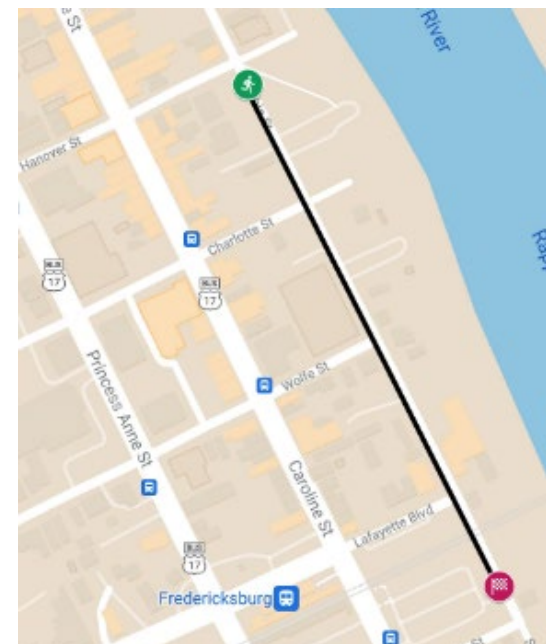 e St
River
Hanover St
Charlotte St
BUS
17
BUS
17
Wolfe St
Princess Anne St
Caroline St
Lafayette Blvd
BUS
17
Fredericksburg